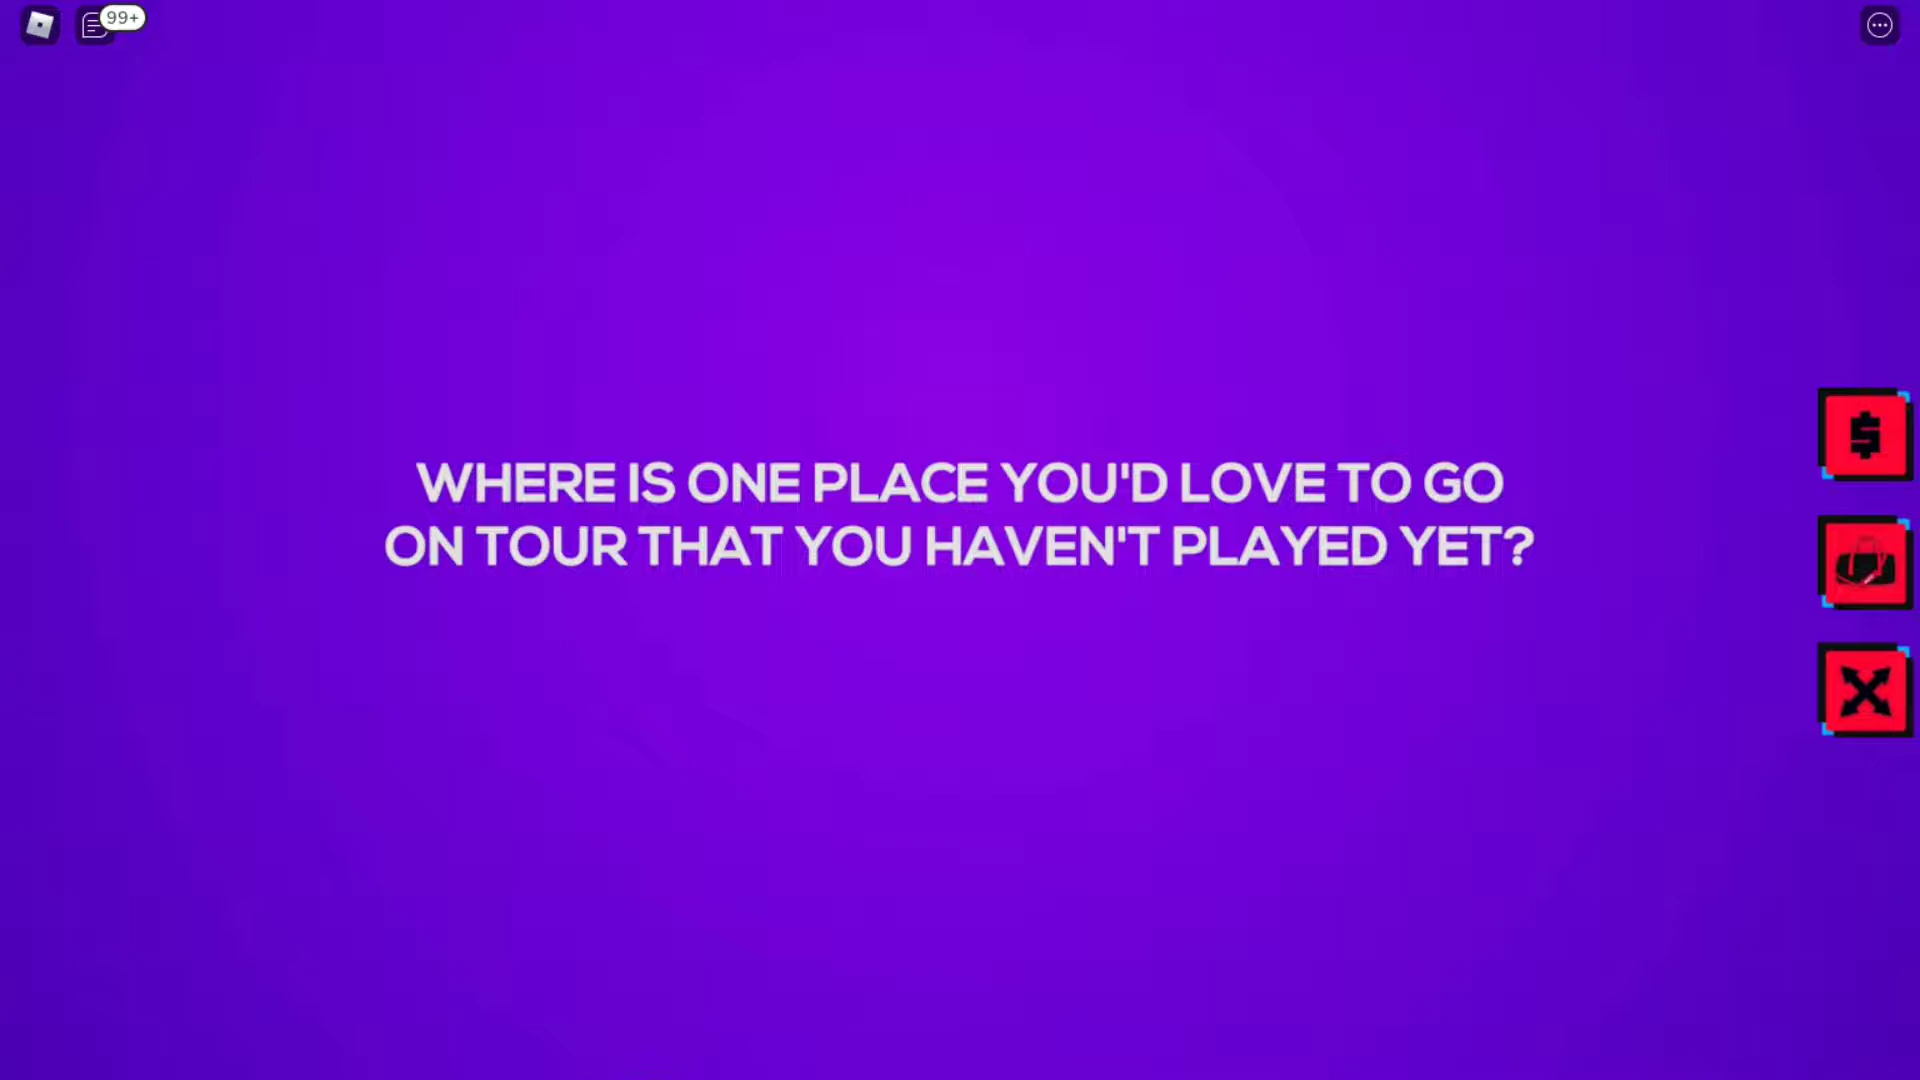 99+
WHERE IS ONE PLACE YOU'D LOVE TO GO
ON TOUR THAT YOU HAVEN'T PLAYED YET?
$